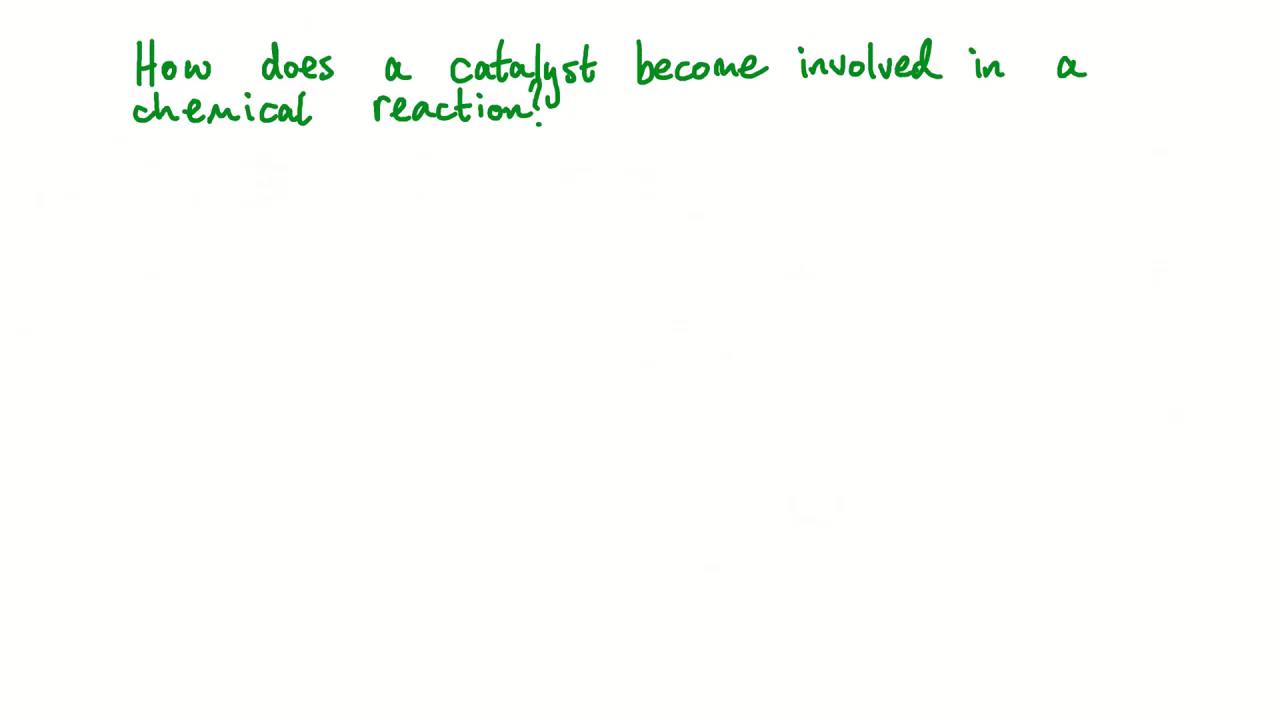 How does a catalyst become involved in a
chemical reaction?